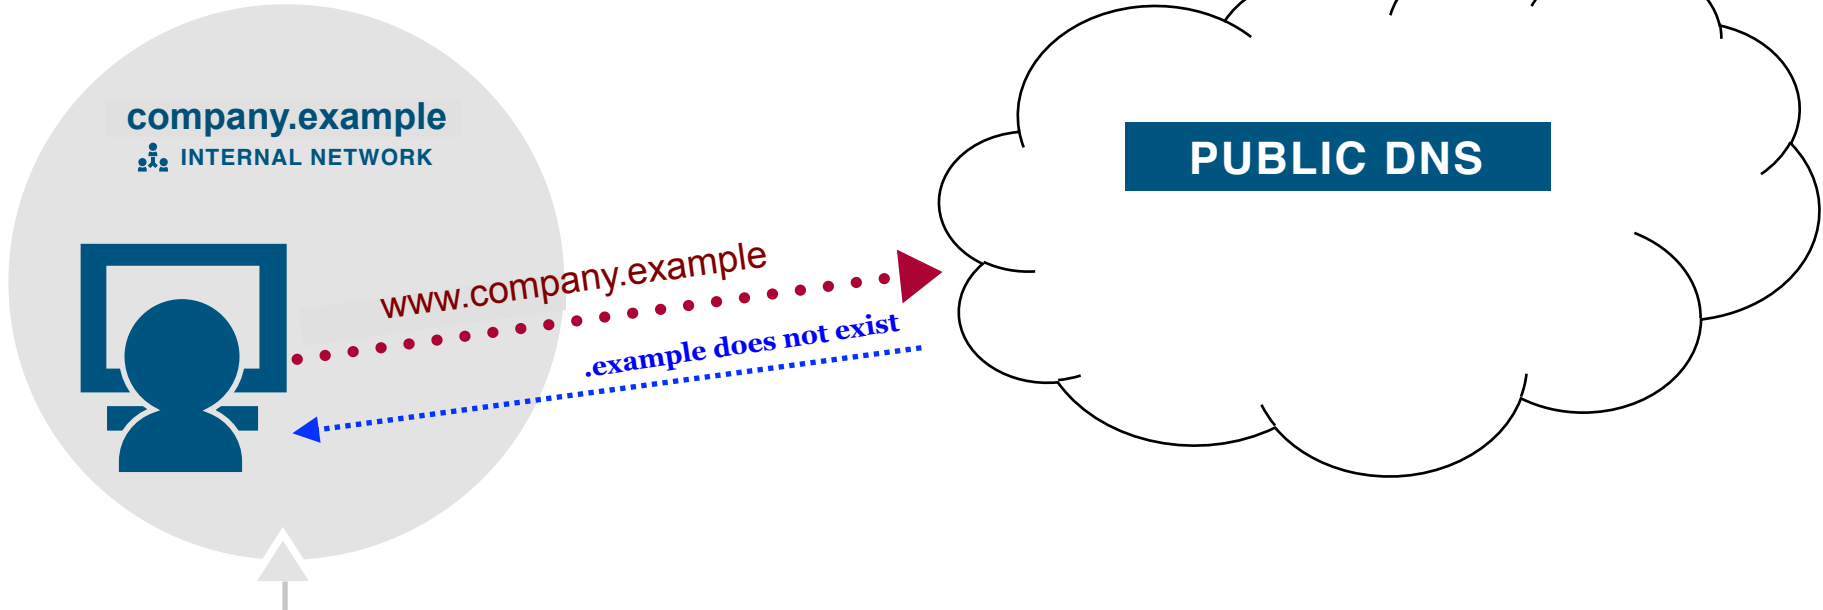 company.example
INTERNAL NETWORK
PUBLIC DNS
www.company.example
.example does not exist